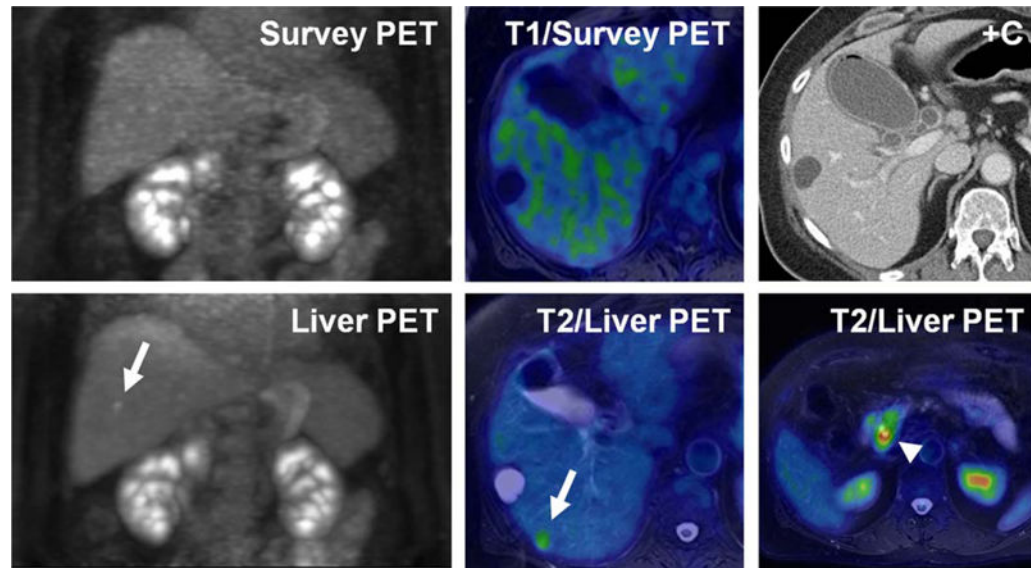 Survey PET
T1/Survey PET
+C
Liver PET
T2/Liver PET
T2/Liver PET